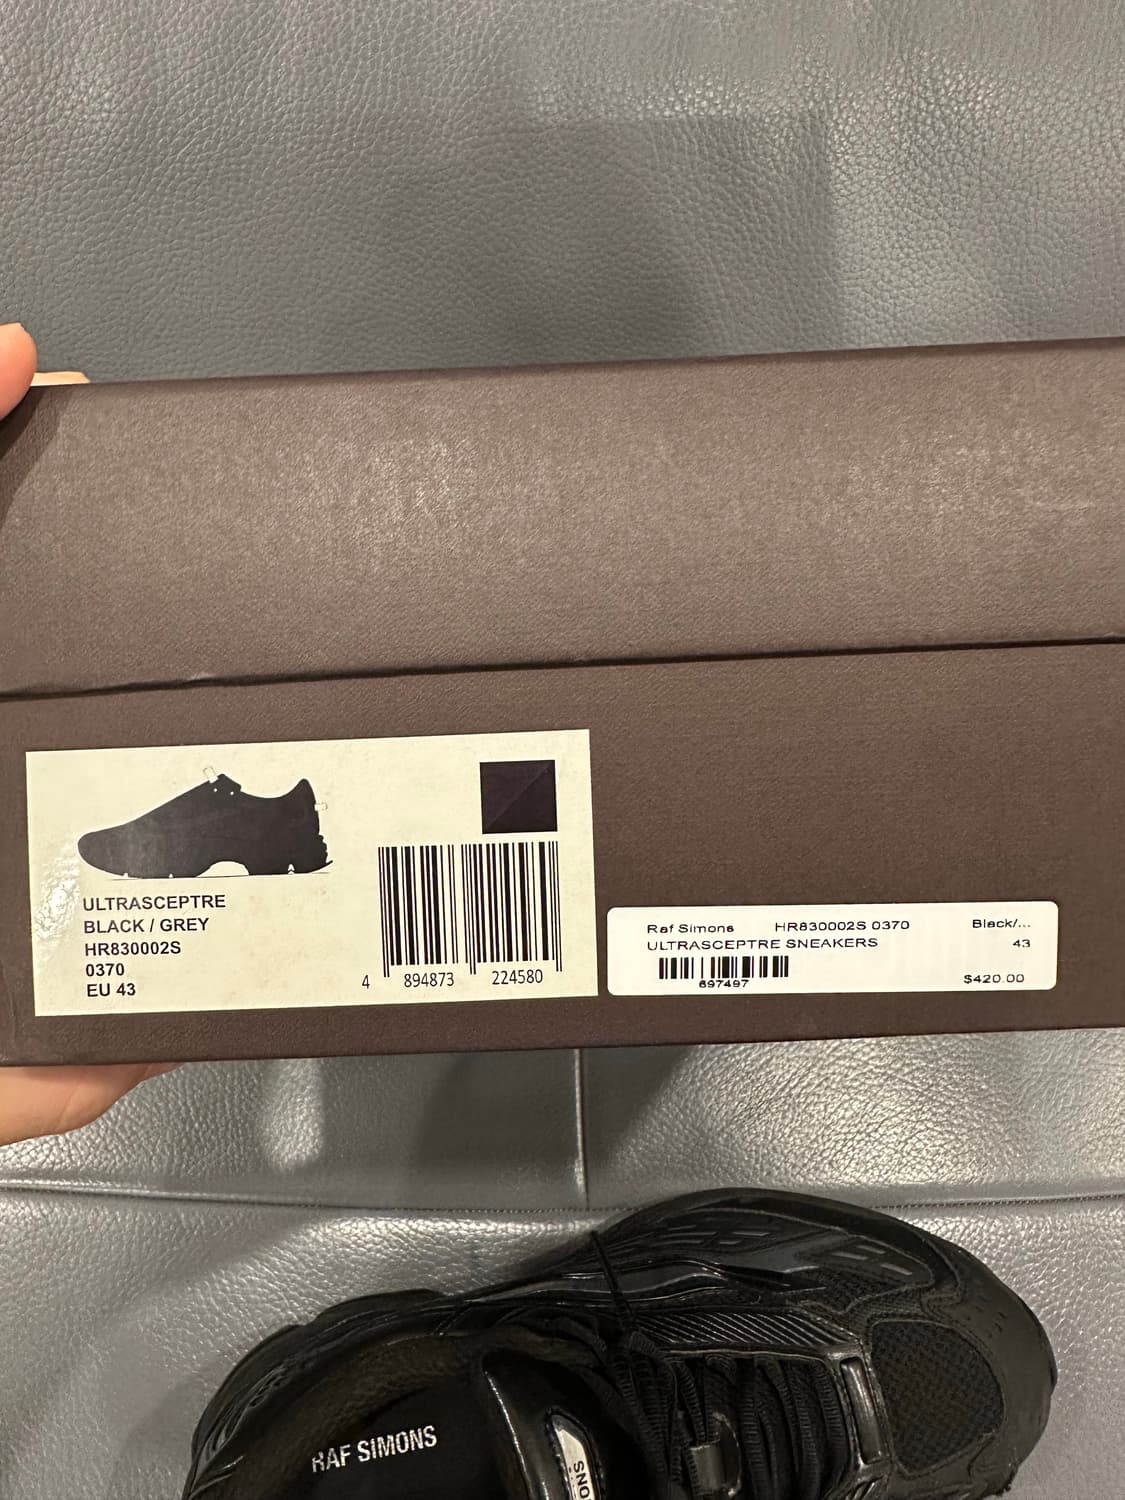 ULTRASCEPTRE
BLACK / GREY
HR830002S
0370
EU 43
4 894873 224580
Raf Simons HR830002S 0370 Black/...
ULTRASCEPTRE SNEAKERS 43
697497 $420.00
RAF SIMONS